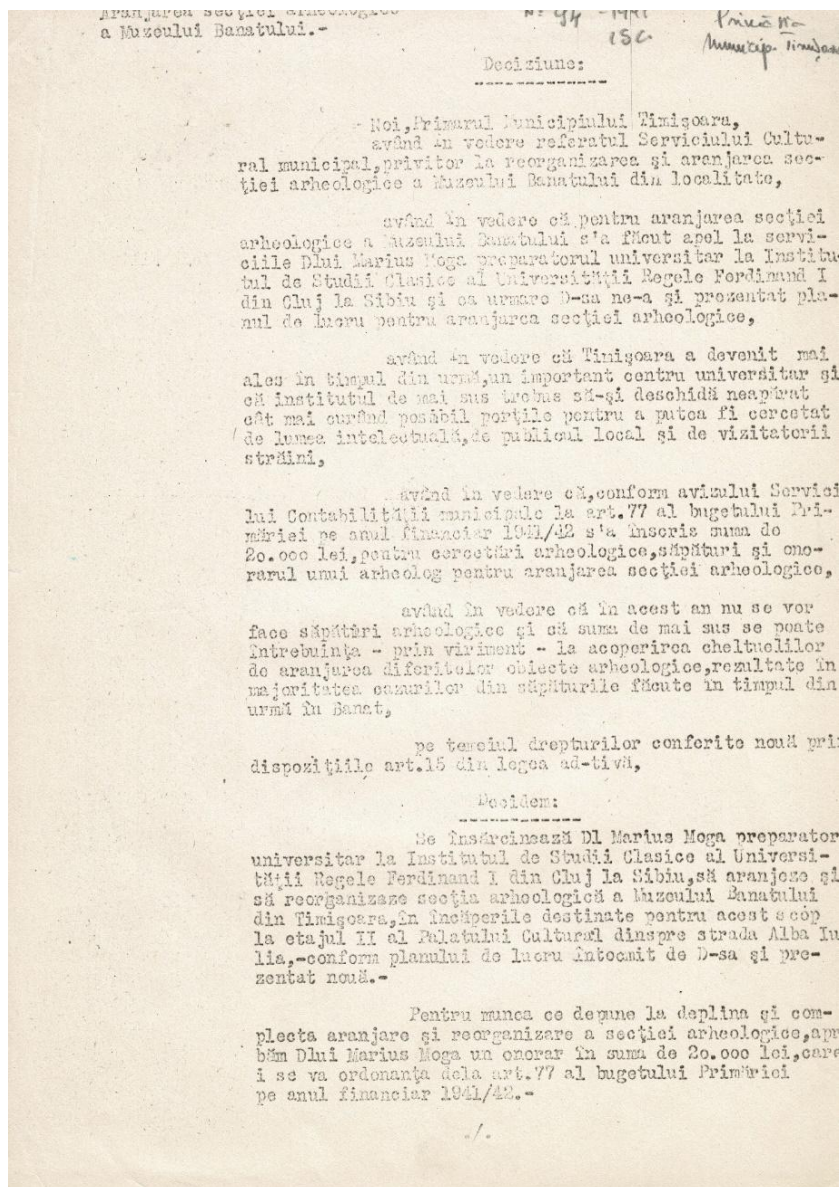 Aranjarea secţiei arheologice
a Muzeului Banatului.-
No 94 -1941
Primăria
Municip. Timişoara
Deciziune:
Noi,Primarul Municipiului Timişoara,
având în vedere referatul Serviciului Cultu-
ral municipal,privitor la reorganizarea şi aranjarea sec-
ţiei arheologice a Muzeului Banatului din localitate,
având în vedere că pentru aranjarea secţiei
arheologice a Muzeului Banatului s'a făcut apel la servi-
ciile Dlui Marius Moga preparatorul universitar la Institu-
tul de Studii Clasice al Universităţii Regele Ferdinand I
din Cluj la Sibiu şi ca urmare D-sa ne-a şi prezentat pla-
nul de lucru pentru aranjarea secţiei arheologice,
având în vedere că Timişoara a devenit mai
ales în timpul din urmă,un important centru universitar şi
că institutul de mai sus trebue să-şi deschidă neapărat
cât mai curând posibil porţile pentru a putea fi cercetat
de lumea intelectuală,de publicul local şi de vizitatorii
străini,
având în vedere că,conform avizului Servici
lui Contabilităţii municipale la art.77 al bugetului Pri-
măriei pe anul financiar 1941/42 s'a înscris suma de
20.000 lei,pentru cercetări arheologice,săpături şi ono-
rarul unui arheolog pentru aranjarea secţiei arheologice,
având în vedere că în acest an nu se vor
face săpături arheologice şi că suma de mai sus se poate
întrebuinţa - prin viriment - la acoperirea cheltuelilor
de aranjarea diferitelor obiecte arheologice,rezultate în
majoritatea cazurilor din săpăturile făcute în timpul din
urmă în Banat,
pe temeiul drepturilor conferite nouă prin
dispoziţiile art.15 din legea ad-tivă,
Decidem:
Se însărcinează Dl Marius Moga preparator
universitar la Institutul de Studii Clasice al Universi-
tăţii Regele Ferdinand I din Cluj la Sibiu,să aranjeze şi
să reorganizeze secţia arheologică a Muzeului Banatului
din Timişoara,în încăperile destinate pentru acest scop
la etajul II al Palatului Cultural dinspre strada Alba Iu
lia,-conform planului de lucru întocmit de D-sa şi pre-
zentat nouă.-
Pentru munca ce depune la deplina şi com-
plecta aranjare şi reorganizare a secţiei arheologice,apr
băm Dlui Marius Moga un onorar în suma de 20.000 lei,care
i se va ordonanţa dela art.77 al bugetului Primăriei
pe anul financiar 1941/42.-
./.